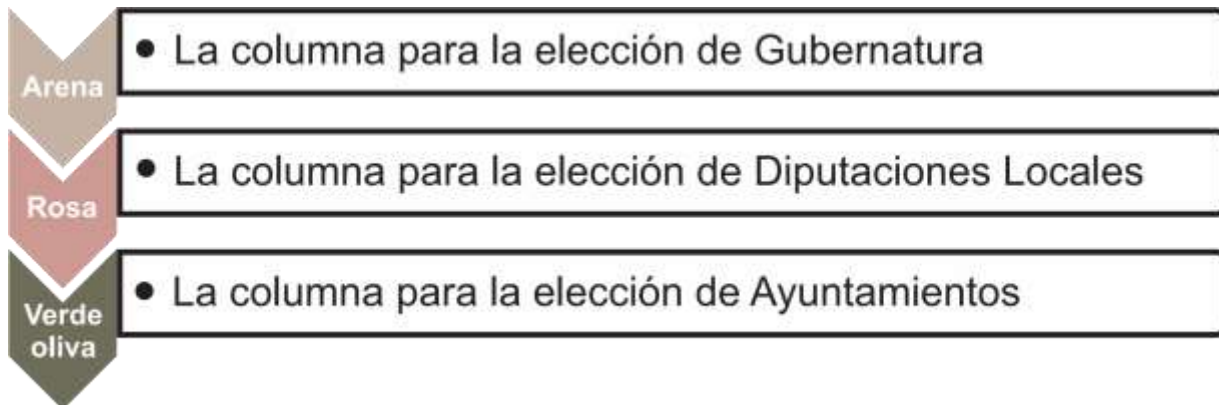 Arena
• La columna para la elección de Gubernatura
Rosa
• La columna para la elección de Diputaciones Locales
Verde
oliva
• La columna para la elección de Ayuntamientos